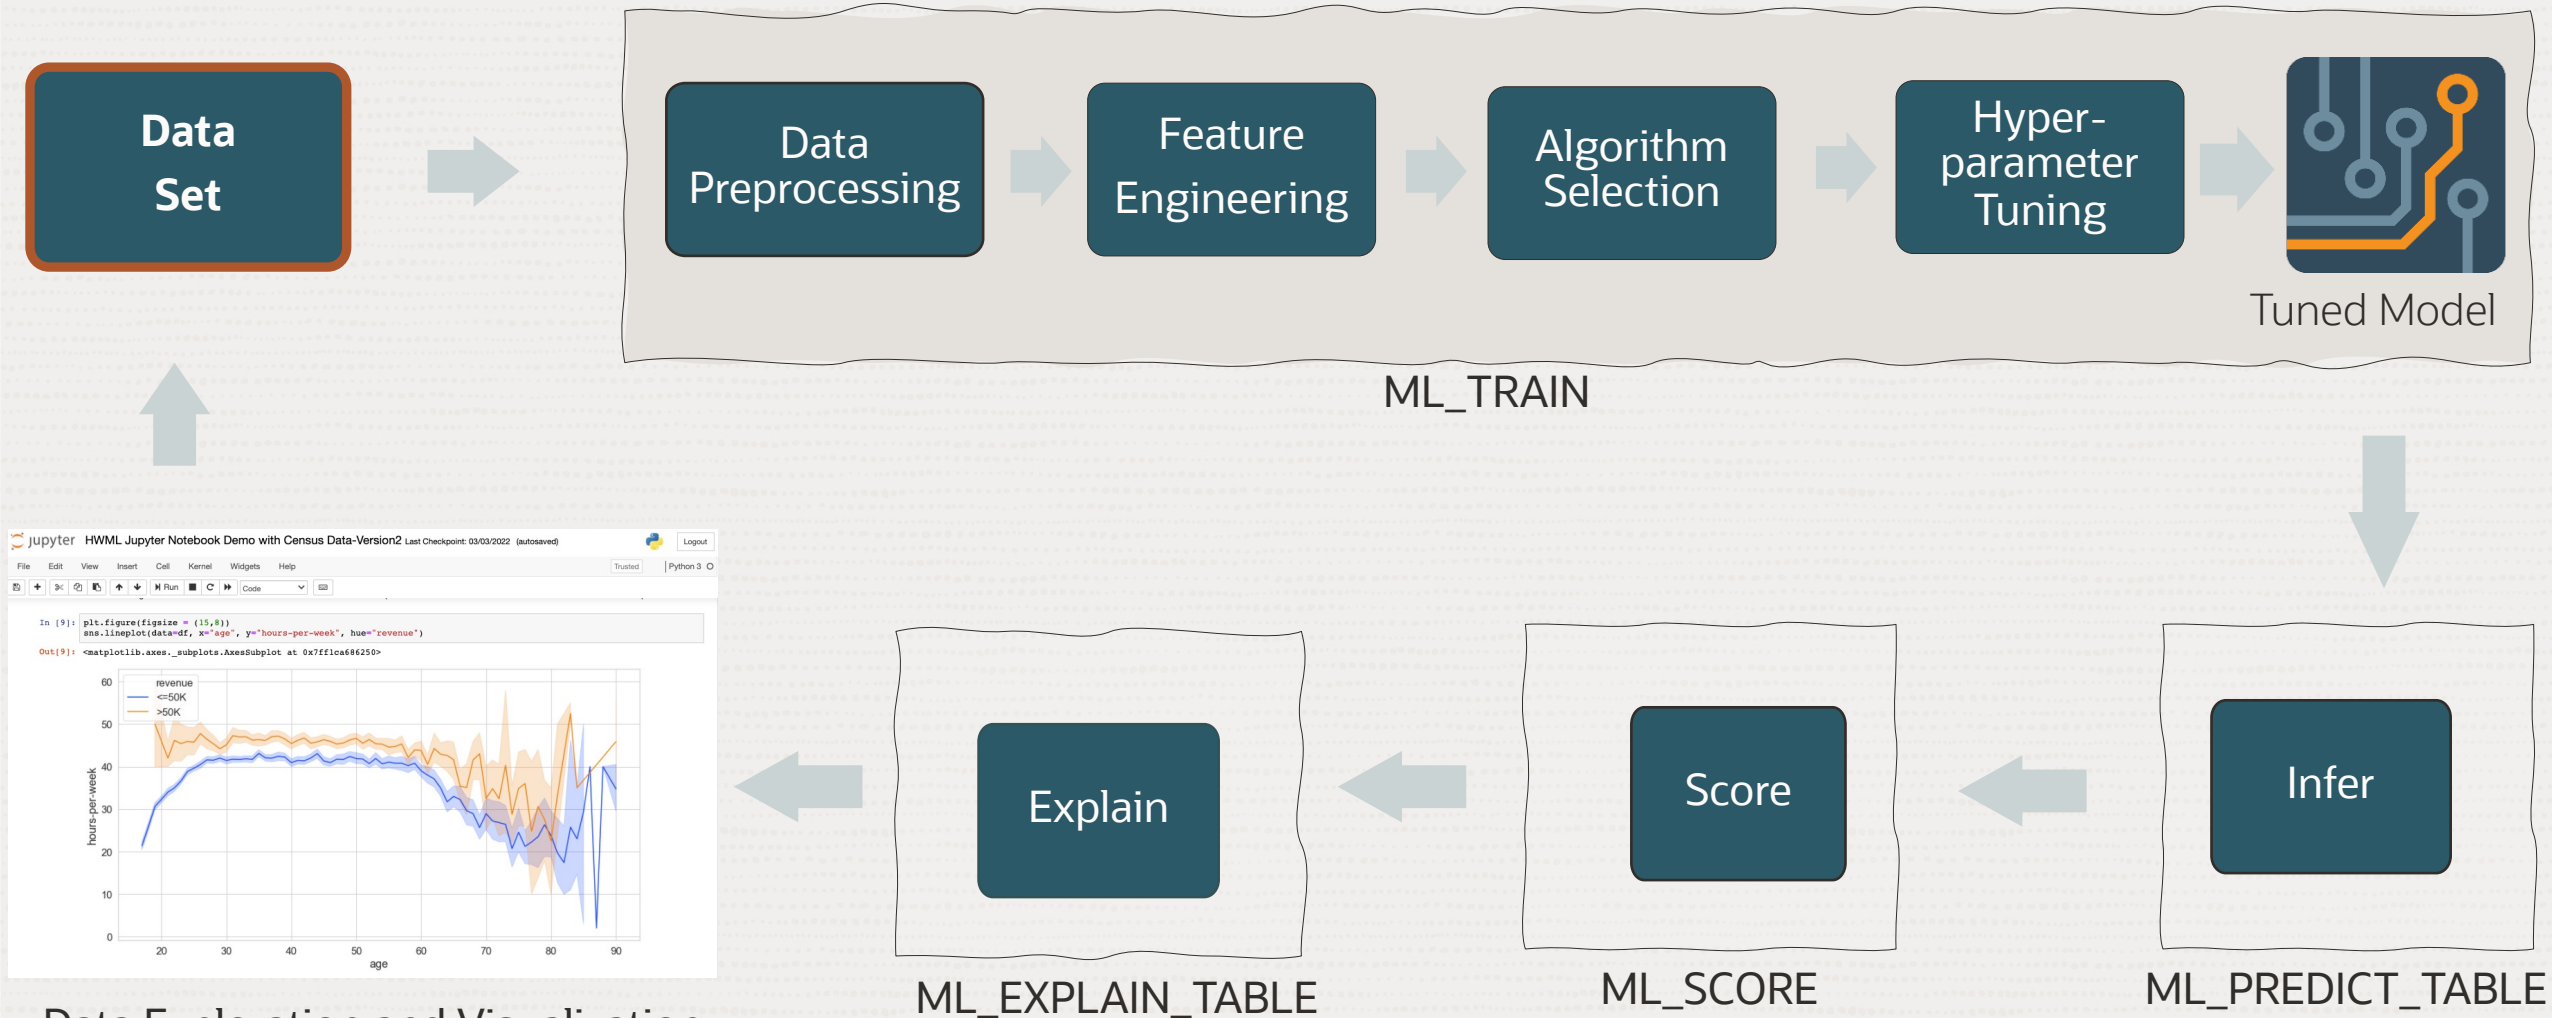 Data
Set
Data
Preprocessing
Feature
Engineering
Algorithm
Selection
Hyper-
parameter
Tuning
Tuned Model
ML_TRAIN
jupyter HWML Jupyter Notebook Demo with Census Data-Version2 Last Checkpoint: 03/03/2022 (autosaved)
Logout
File Edit View Insert Cell Kernel Widgets Help
Trusted
Python 3
Run
Code
In [9]: plt.figure(figsize = (15,8))
sns.lineplot(data=df, x="age", y="hours-per-week", hue="revenue")
Out[9]: <matplotlib.axes._subplots.AxesSubplot at 0x7ff1ca686250>
revenue
<=50K
>50K
60
50
40
30
20
10
0
hours-per-week
20 30 40 50 60 70 80 90
age
Explain
Score
Infer
ML_EXPLAIN_TABLE
ML_SCORE
ML_PREDICT_TABLE
Data Exploration and Visualization